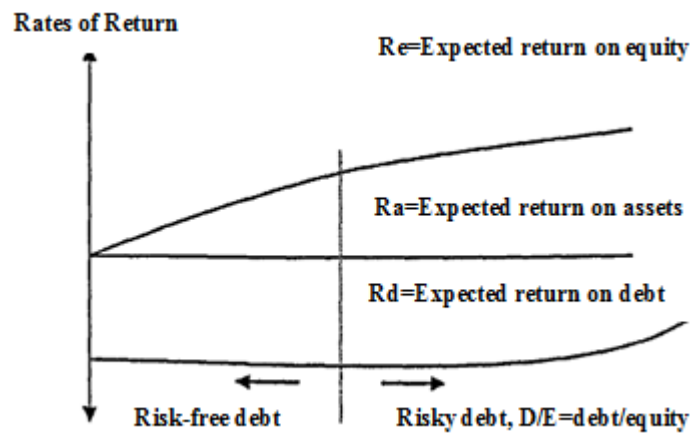 Rates of Return
Re=Expected return on equity
Ra=Expected return on assets
Rd=Expected return on debt
Risk-free debt
Risky debt, D/E=debt/equity